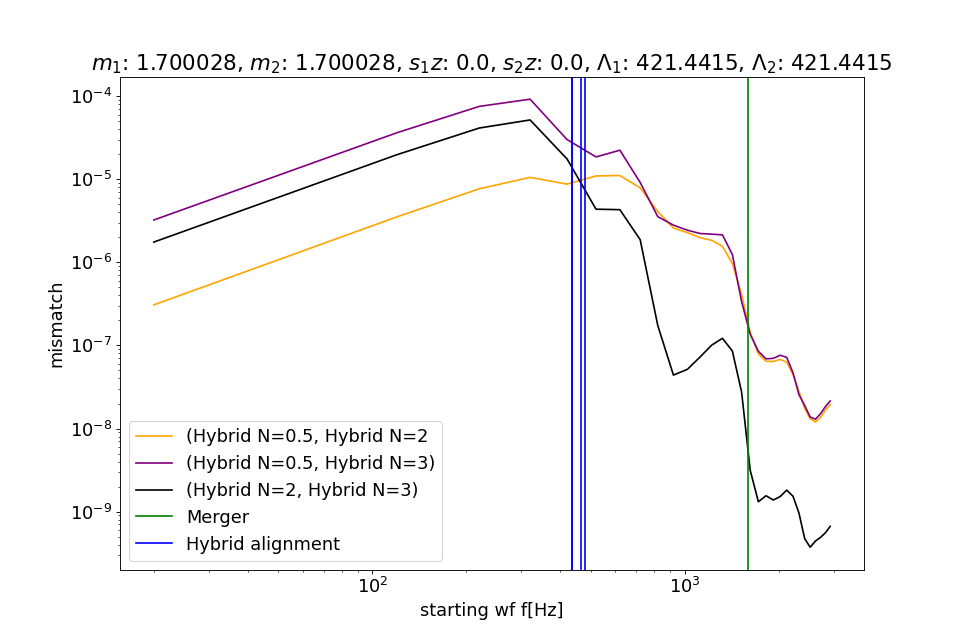 m₁: 1.700028, m₂: 1.700028, s₁z: 0.0, s₂z: 0.0, Λ₁: 421.4415, Λ₂: 421.4415
mismatch
10⁻⁴
10⁻⁵
10⁻⁶
10⁻⁷
10⁻⁸
10⁻⁹
(Hybrid N=0.5, Hybrid N=2
(Hybrid N=0.5, Hybrid N=3)
(Hybrid N=2, Hybrid N=3)
Merger
Hybrid alignment
10² 10³
starting wf f[Hz]